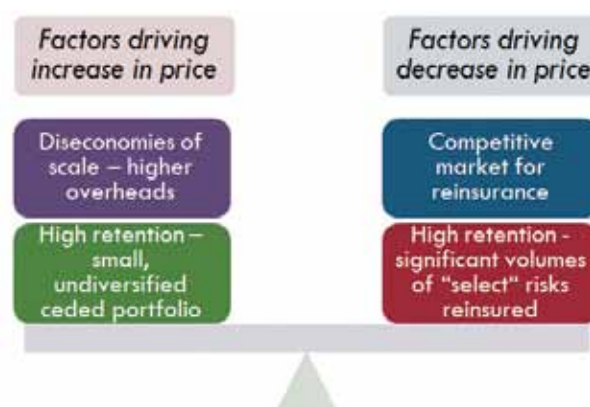 Factors driving
increase in price
Factors driving
decrease in price
Diseconomies of
scale – higher
overheads
Competitive
market for
reinsurance
High retention –
small,
undiversified
ceded portfolio
High retention -
significant volumes
of "select" risks
reinsured